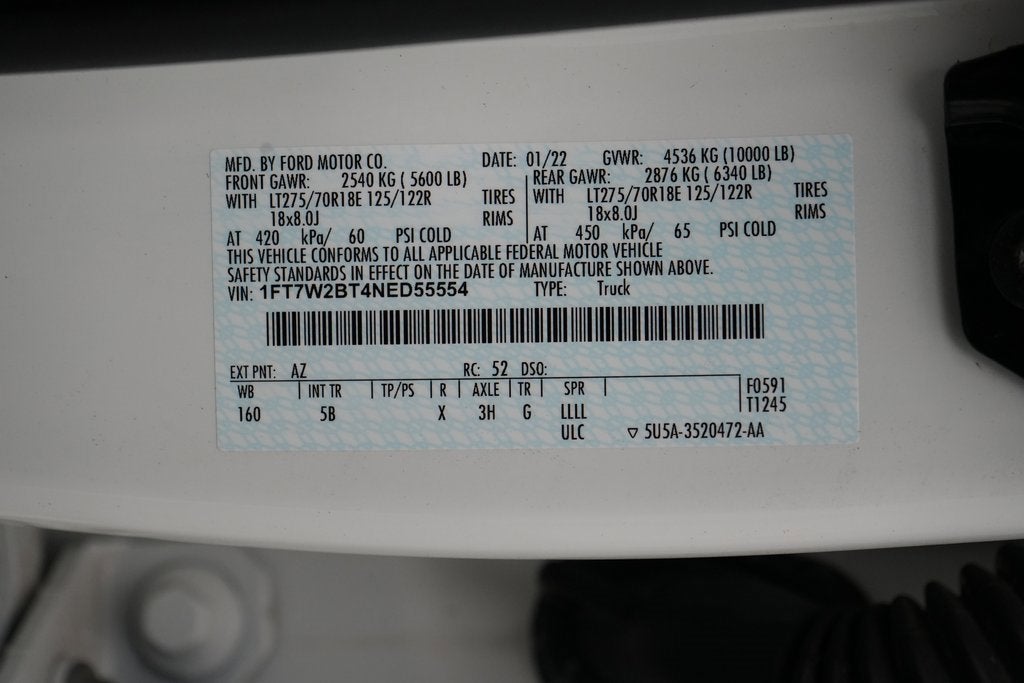 MFD. BY FORD MOTOR CO. DATE: 01/22 GVWR: 4536 KG (10000 LB)
FRONT GAWR: 2540 KG ( 5600 LB) REAR GAWR: 2876 KG ( 6340 LB)
WITH LT275/70R18E 125/122R TIRES WITH LT275/70R18E 125/122R TIRES
18x8.0J RIMS 18x8.0J RIMS
AT 420 kPa/ 60 PSI COLD AT 450 kPa/ 65 PSI COLD
THIS VEHICLE CONFORMS TO ALL APPLICABLE FEDERAL MOTOR VEHICLE
SAFETY STANDARDS IN EFFECT ON THE DATE OF MANUFACTURE SHOWN ABOVE.
VIN: 1FT7W2BT4NED55554 TYPE: Truck
EXT PNT: AZ RC: 52 DSO:
WB INT TR TP/PS R AXLE TR SPR F0591
160 5B X 3H G LLLL T1245
ULC ▽ 5U5A-3520472-AA